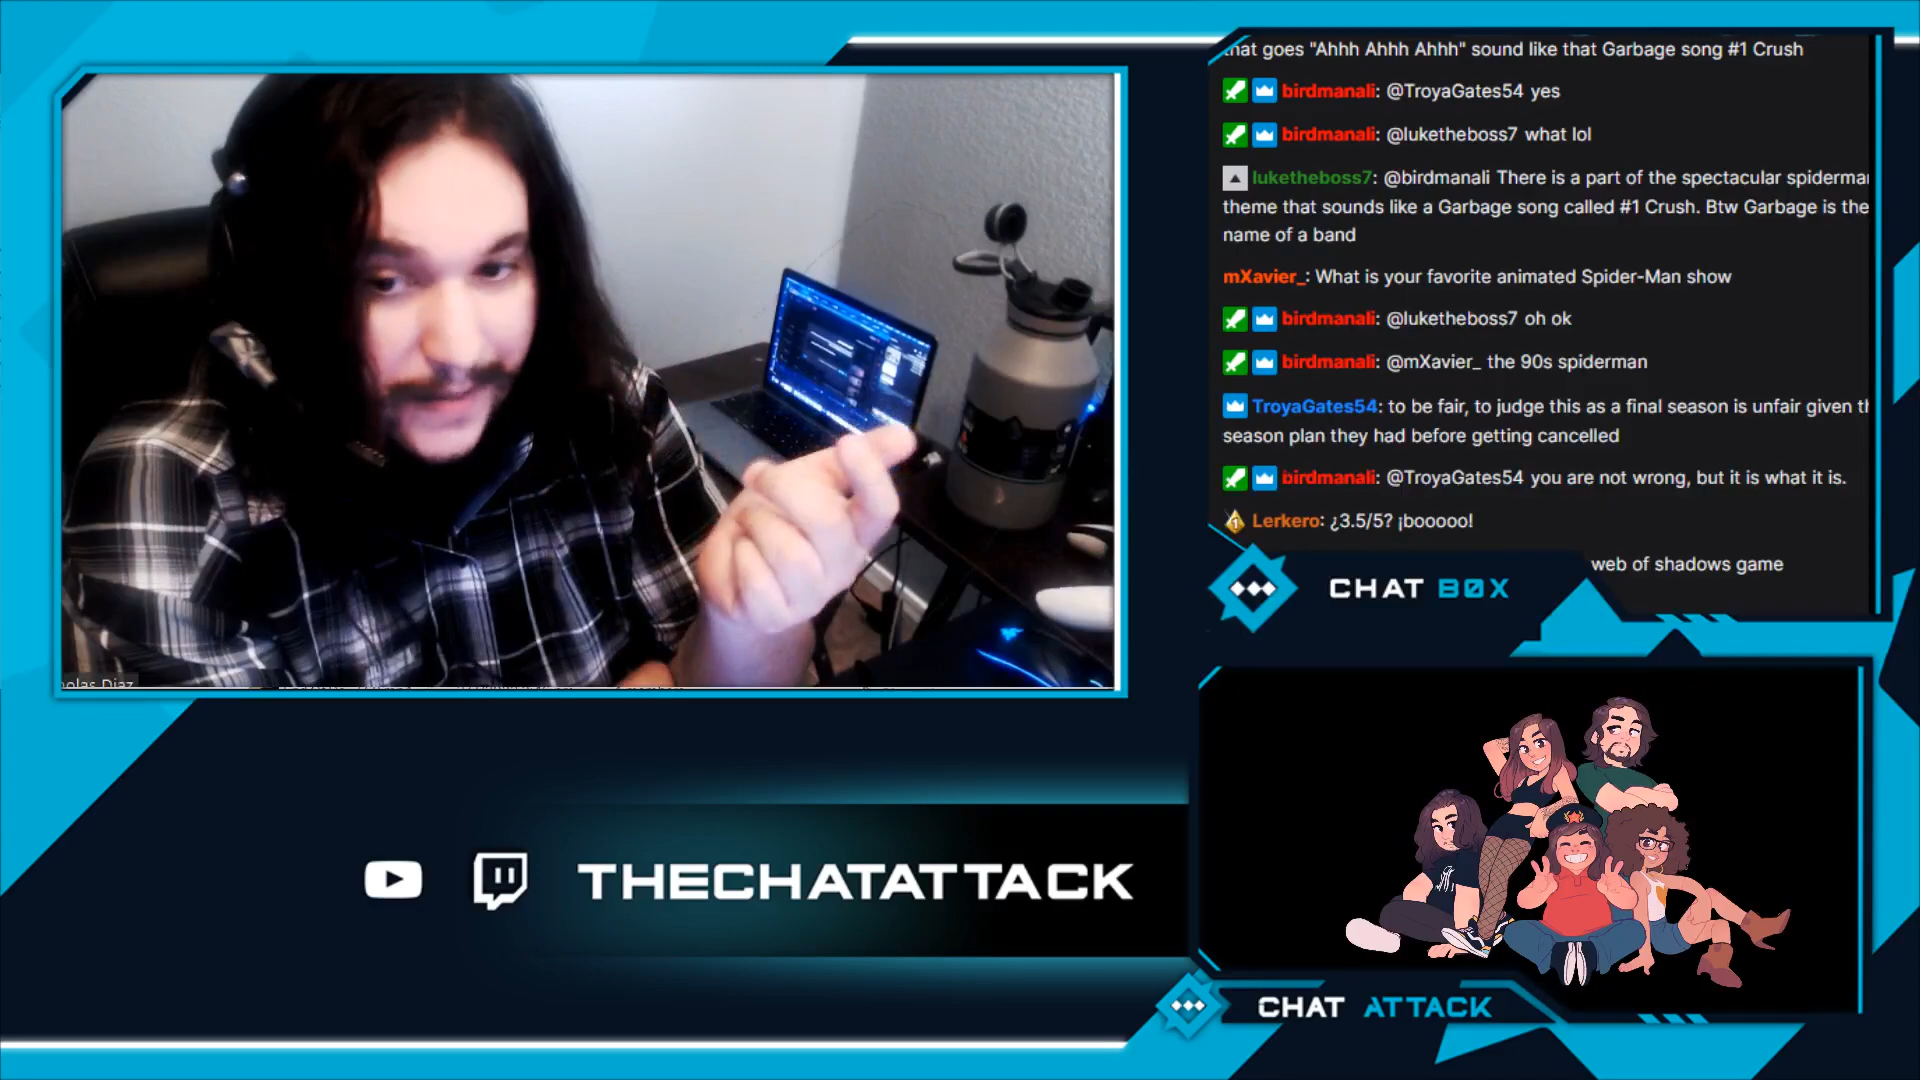 that goes "Ahhh Ahhh Ahhh" sound like that Garbage song #1 Crush
birdmanali: @TroyaGates54 yes
birdmanali: @luketheboss7 what lol
luketheboss7: @birdmanali There is a part of the spectacular spiderman
theme that sounds like a Garbage song called #1 Crush. Btw Garbage is the
name of a band
mXavier_: What is your favorite animated Spider-Man show
birdmanali: @luketheboss7 oh ok
birdmanali: @mXavier_ the 90s spiderman
TroyaGates54: to be fair, to judge this as a final season is unfair given
season plan they had before getting cancelled
birdmanali: @TroyaGates54 you are not wrong, but it is what it is.
Lerkero: ¿3.5/5? ¡booooo!
web of shadows game
CHAT BOX
olas Diaz
THECHATATTACK
CHAT ATTACK